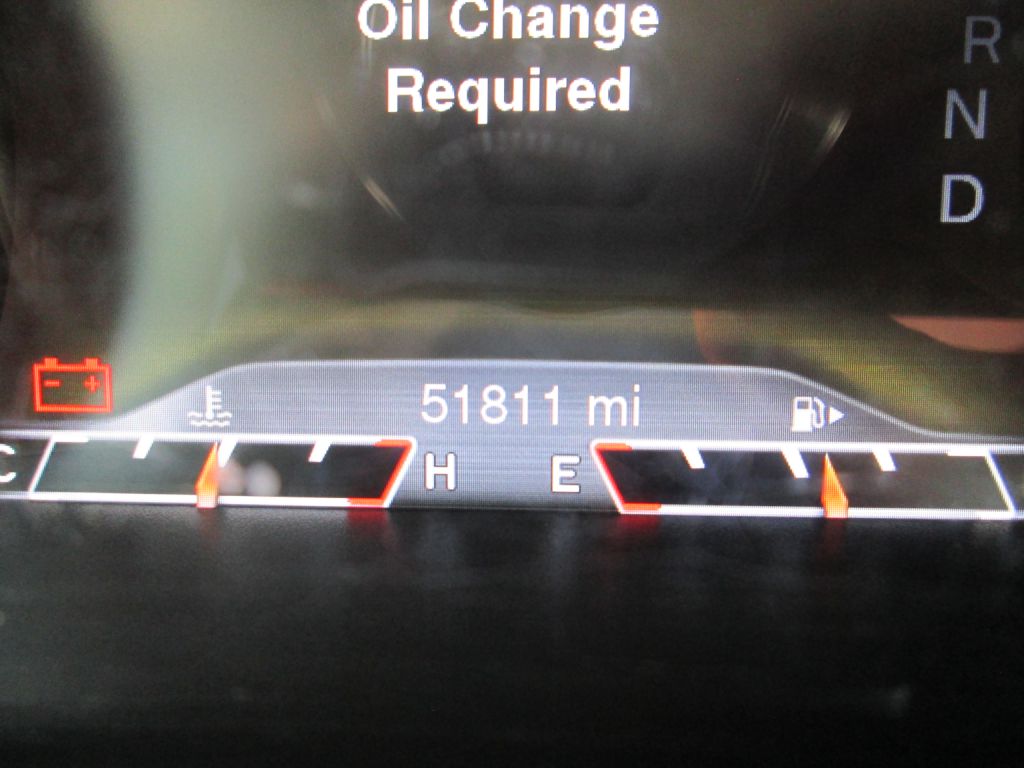 Oil Change
Required
R
N
D
51811 mi
C
H
E